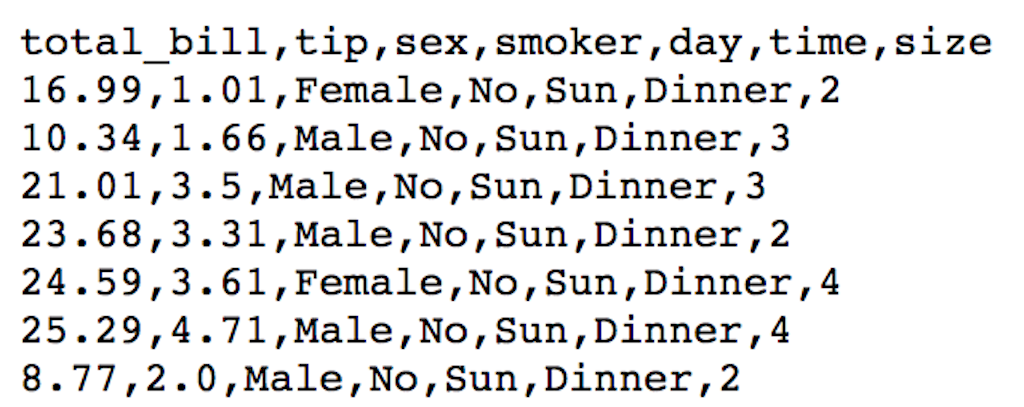 total_bill,tip,sex,smoker,day,time,size
16.99,1.01,Female,No,Sun,Dinner,2
10.34,1.66,Male,No,Sun,Dinner,3
21.01,3.5,Male,No,Sun,Dinner,3
23.68,3.31,Male,No,Sun,Dinner,2
24.59,3.61,Female,No,Sun,Dinner,4
25.29,4.71,Male,No,Sun,Dinner,4
8.77,2.0,Male,No,Sun,Dinner,2